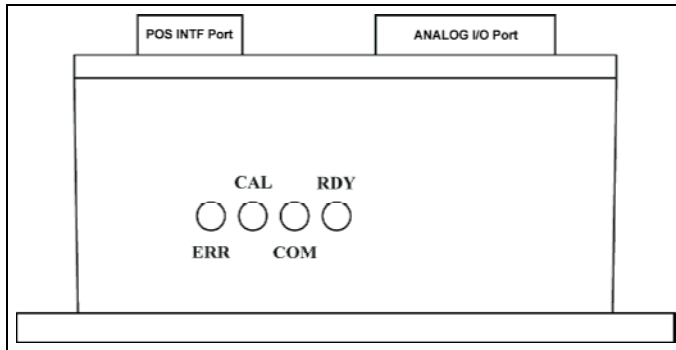 POS INTF Port
ANALOG I/O Port
CAL RDY
ERR COM